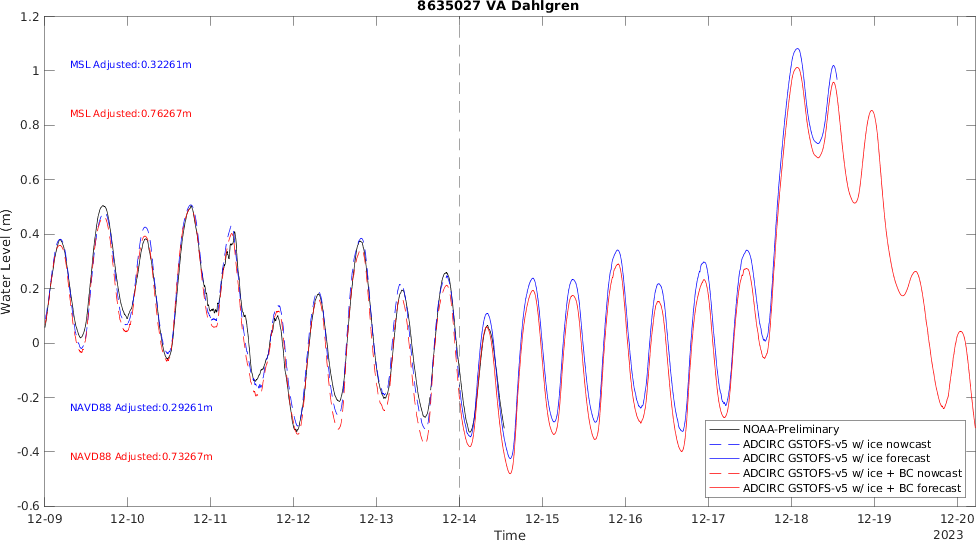 8635027 VA Dahlgren
1.2
1
0.8
0.6
0.4
0.2
0
-0.2
-0.4
-0.6
Water Level (m)
MSL Adjusted:0.32261m
MSL Adjusted:0.76267m
NAVD88 Adjusted:0.29261m
NAVD88 Adjusted:0.73267m
NOAA-Preliminary
ADCIRC GSTOFS-v5 w/ ice nowcast
ADCIRC GSTOFS-v5 w/ ice forecast
ADCIRC GSTOFS-v5 w/ ice + BC nowcast
ADCIRC GSTOFS-v5 w/ ice + BC forecast
12-09 12-10 12-11 12-12 12-13 12-14 12-15 12-16 12-17 12-18 12-19 12-20
Time
2023